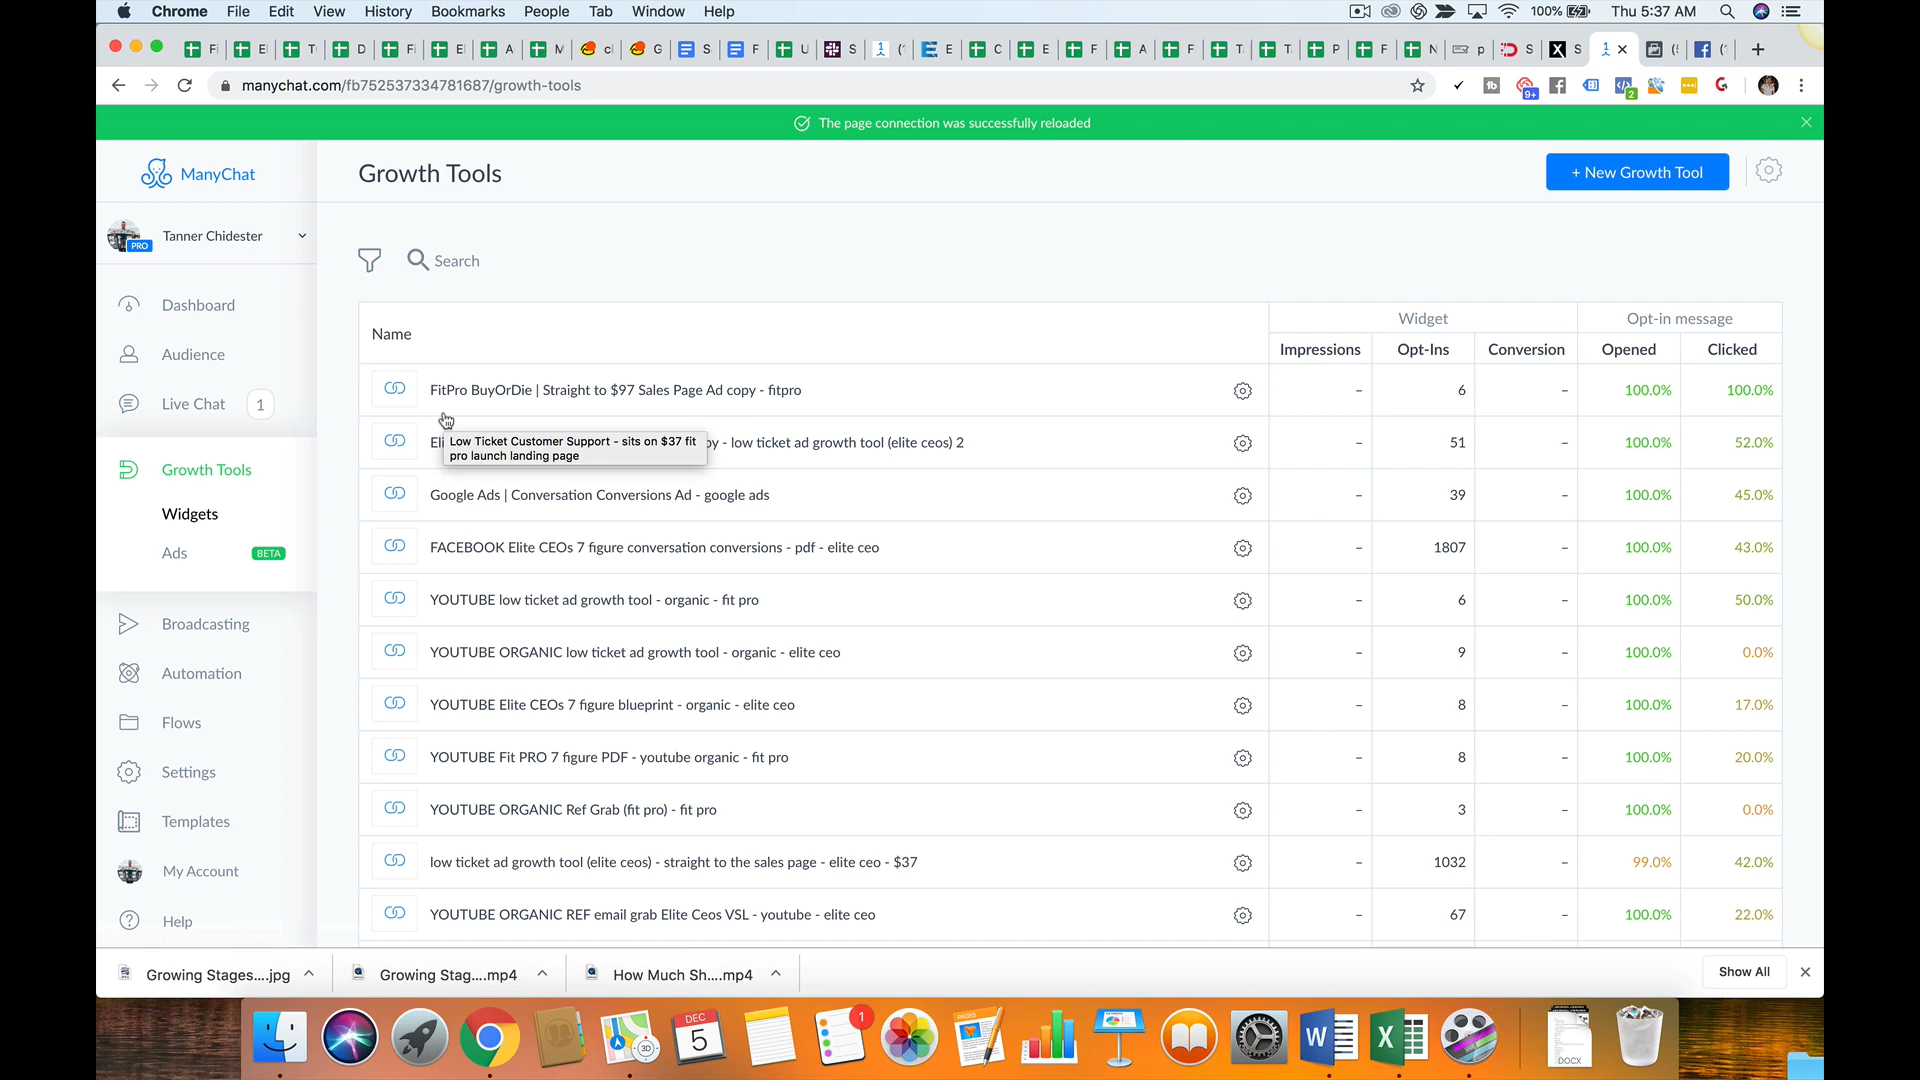 Chrome File Edit View History Bookmarks People Tab Window Help 100% Thu 5:37 AM
manychat.com/fb752537334781687/growth-tools
9+ 2
The page connection was successfully reloaded
ManyChat
Growth Tools
+ New Growth Tool
PRO Tanner Chidester
Search
Dashboard
Audience
Live Chat 1
Growth Tools
Widgets
Ads BETA
Broadcasting
Automation
Flows
Settings
Templates
My Account
Help
Name Widget Opt-in message
Impressions Opt-Ins Conversion Opened Clicked
FitPro BuyOrDie | Straight to $97 Sales Page Ad copy - fitpro – 6 – 100.0% 100.0%
Low Ticket Customer Support - sits on $37 fit
pro launch landing page
- low ticket ad growth tool (elite ceos) 2 – 51 – 100.0% 52.0%
Google Ads | Conversation Conversions Ad - google ads – 39 – 100.0% 45.0%
FACEBOOK Elite CEOs 7 figure conversation conversions - pdf - elite ceo – 1807 – 100.0% 43.0%
YOUTUBE low ticket ad growth tool - organic - fit pro – 6 – 100.0% 50.0%
YOUTUBE ORGANIC low ticket ad growth tool - organic - elite ceo – 9 – 100.0% 0.0%
YOUTUBE Elite CEOs 7 figure blueprint - organic - elite ceo – 8 – 100.0% 17.0%
YOUTUBE Fit PRO 7 figure PDF - youtube organic - fit pro – 8 – 100.0% 20.0%
YOUTUBE ORGANIC Ref Grab (fit pro) - fit pro – 3 – 100.0% 0.0%
low ticket ad growth tool (elite ceos) - straight to the sales page - elite ceo - $37 – 1032 – 99.0% 42.0%
YOUTUBE ORGANIC REF email grab Elite Ceos VSL - youtube - elite ceo – 67 – 100.0% 22.0%
Growing Stages....jpg Growing Stag....mp4 How Much Sh....mp4 Show All
DEC
5
3D
1
PAGES
DOCX